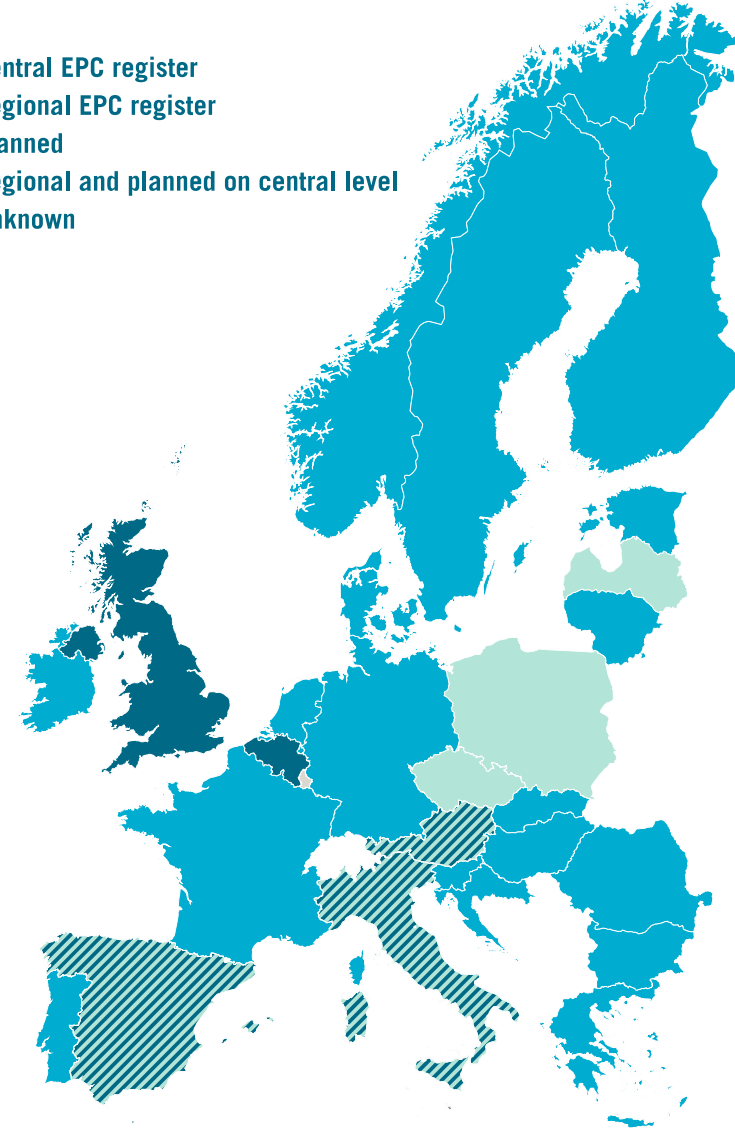 entral EPC register
egional EPC register
anned
egional and planned on central level
nknown